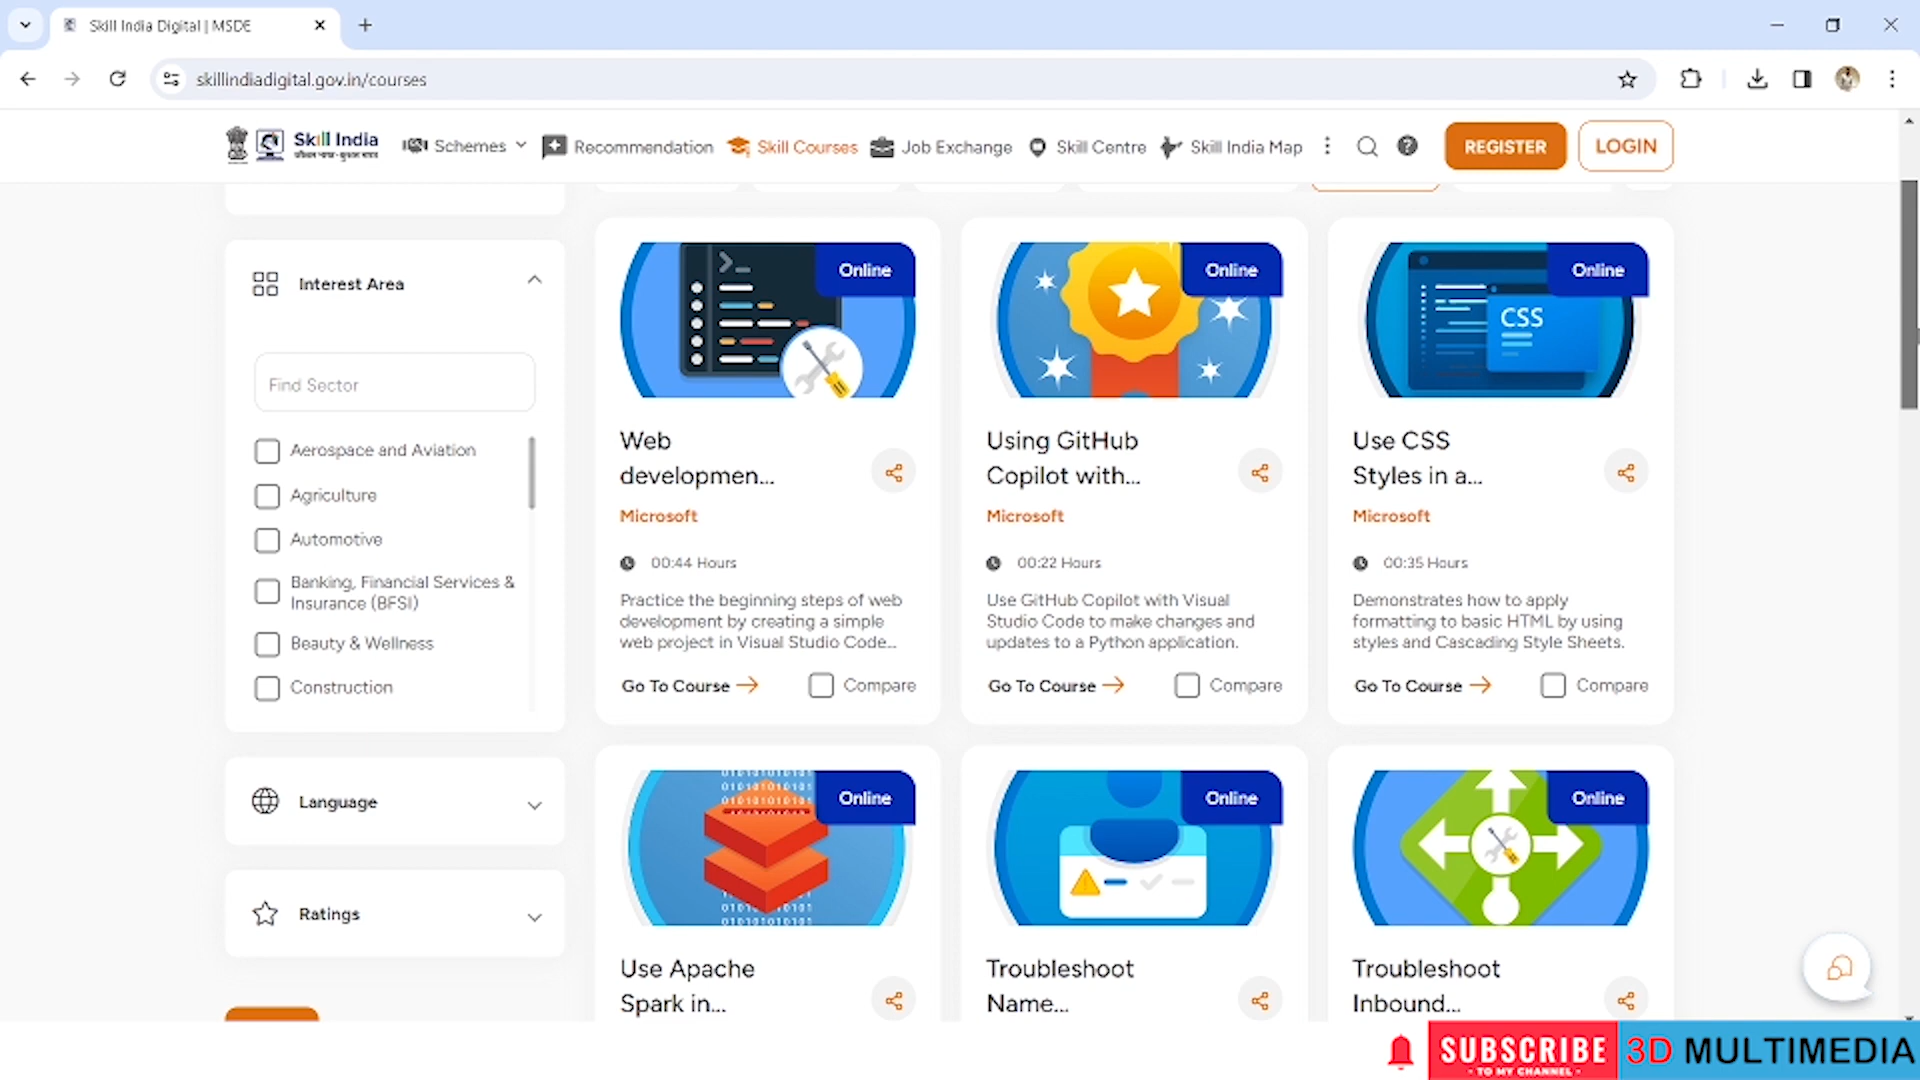 Skill India Digital | MSDE
skillindiadigital.gov.in/courses
Skill India
कौशल भारत - कुशल भारत
Schemes
Recommendation
Skill Courses
Job Exchange
Skill Centre
Skill India Map
REGISTER
LOGIN
Interest Area
Find Sector
Aerospace and Aviation
Agriculture
Automotive
Banking, Financial Services &
Insurance (BFSI)
Beauty & Wellness
Construction
Language
Ratings
Online
Web
developmen...
Microsoft
00:44 Hours
Practice the beginning steps of web
development by creating a simple
web project in Visual Studio Code...
Go To Course
Compare
Online
Using GitHub
Copilot with...
Microsoft
00:22 Hours
Use GitHub Copilot with Visual
Studio Code to make changes and
updates to a Python application.
Go To Course
Compare
Online
CSS
Use CSS
Styles in a...
Microsoft
00:35 Hours
Demonstrates how to apply
formatting to basic HTML by using
styles and Cascading Style Sheets.
Go To Course
Compare
Online
Use Apache
Spark in...
Online
Troubleshoot
Name...
Online
Troubleshoot
Inbound...
SUBSCRIBE
- TO MY CHANNEL -
3D MULTIMEDIA